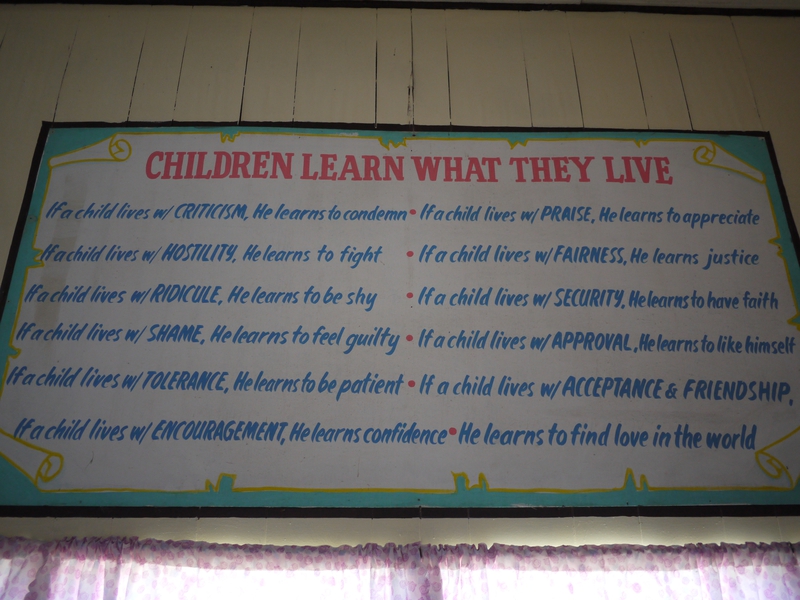 CHILDREN LEARN WHAT THEY LIVE
If a child lives w/ CRITICISM, He learns to condemn
If a child lives w/ HOSTILITY, He learns to fight
If a child lives w/ RIDICULE, He learns to be shy
If a child lives w/ SHAME, He learns to feel guilty
If a child lives w/ TOLERANCE, He learns to be patient
If a child lives w/ ENCOURAGEMENT, He learns confidence
• If a child lives w/ PRAISE, He learns to appreciate
• If a child lives w/ FAIRNESS, He learns justice
• If a child lives w/ SECURITY, He learns to have faith
• If a child lives w/ APPROVAL, He learns to like himself
• If a child lives w/ ACCEPTANCE & FRIENDSHIP,
• He learns to find love in the world